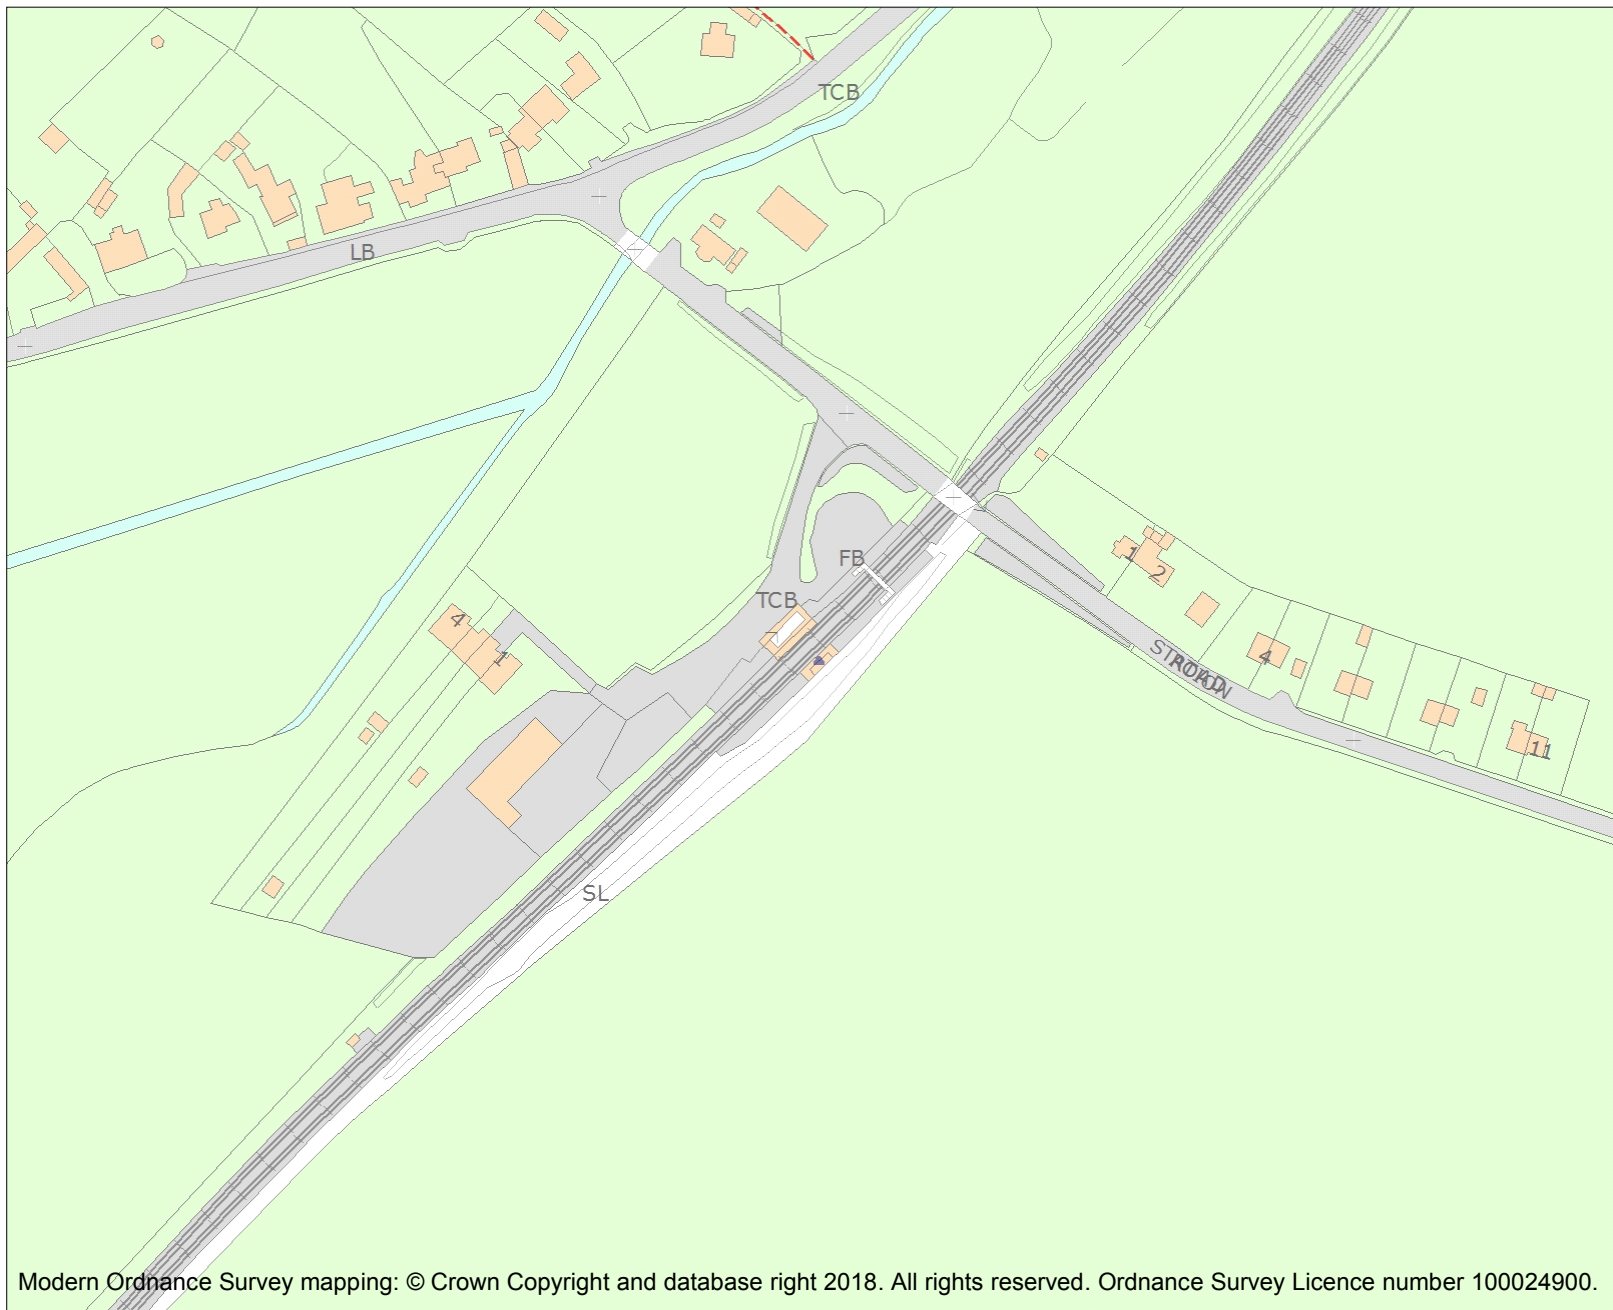 TCB
LB
FB
TCB
1
2
4
1
4
STATION
ROAD
11
SL
Modern Ordnance Survey mapping: © Crown Copyright and database right 2018. All rights reserved. Ordnance Survey Licence number 100024900.